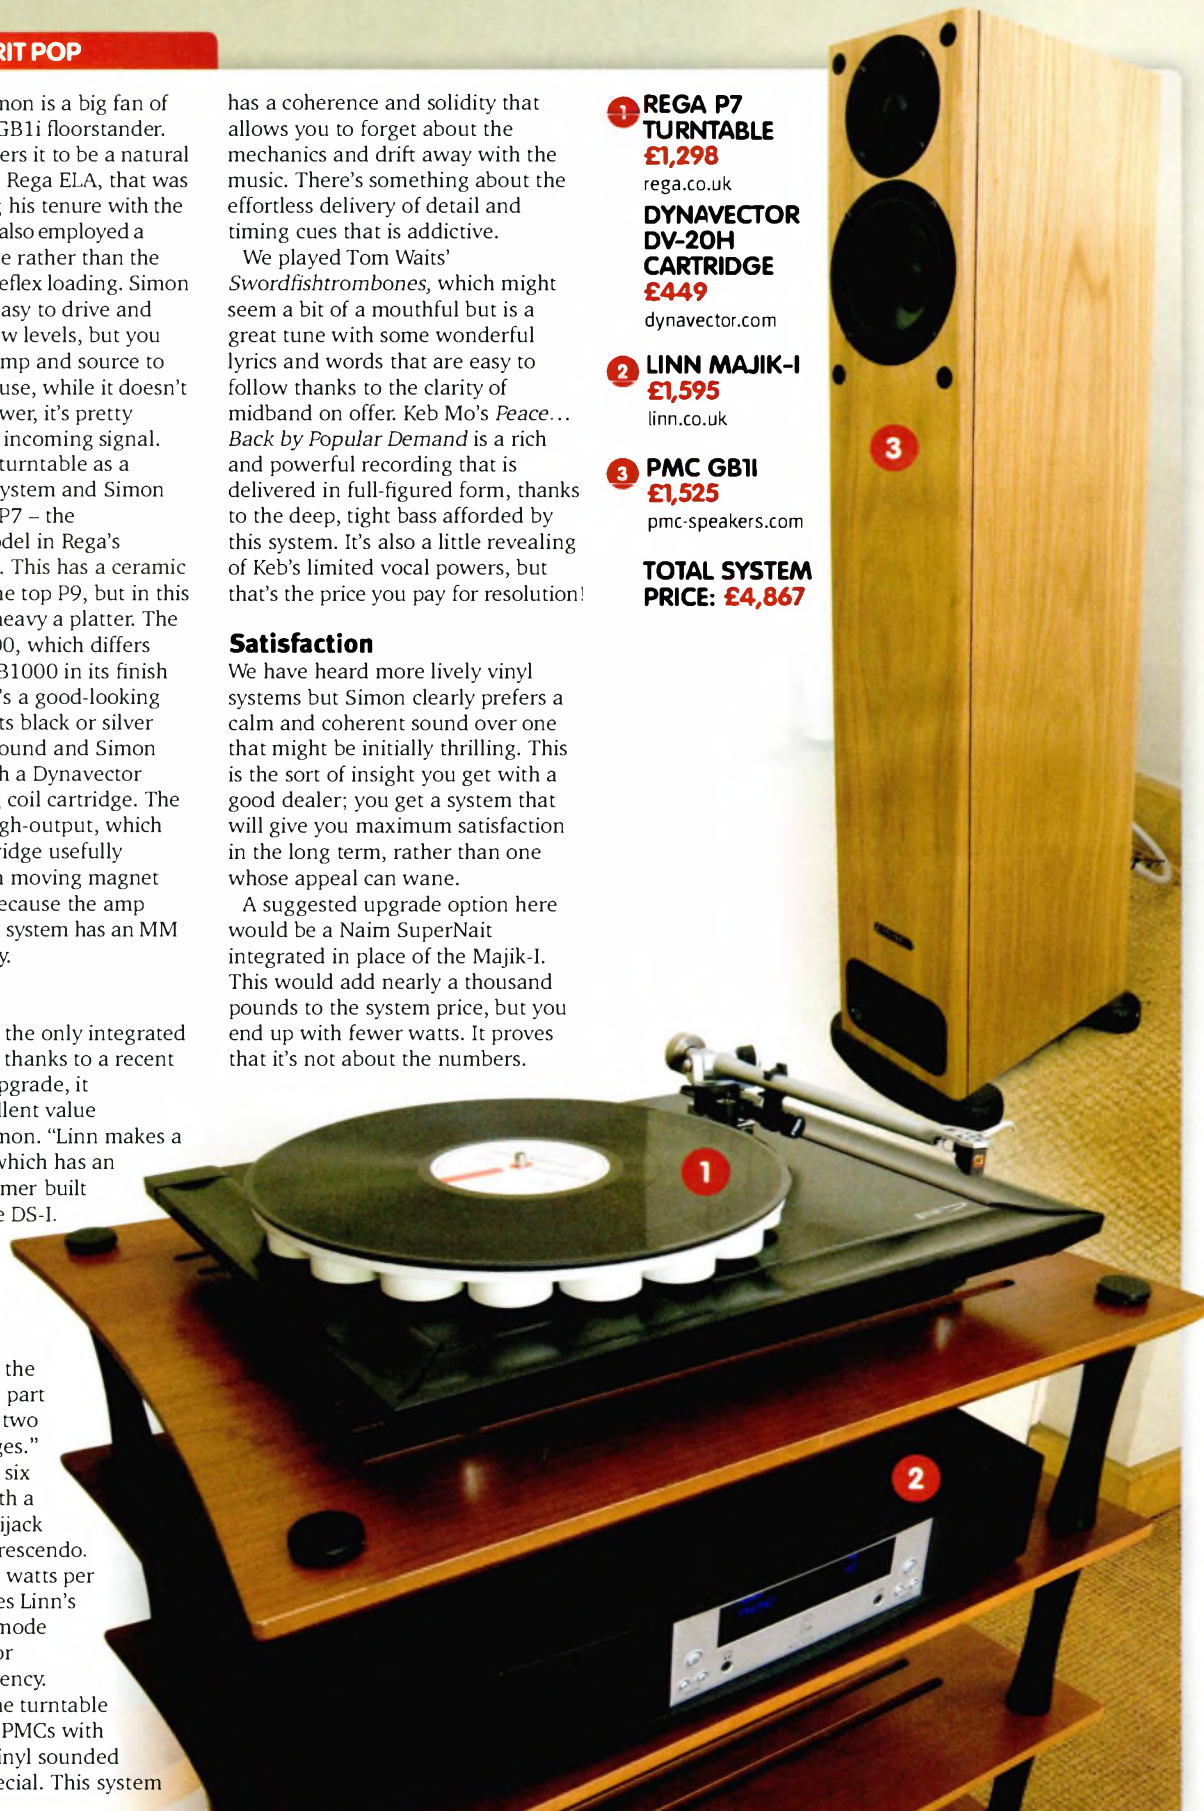 RIT POP
mon is a big fan of
GB1i floorstander.
ers it to be a natural
Rega ELA, that was
g his tenure with the
also employed a
e rather than the
eflex loading. Simon
easy to drive and
w levels, but you
mp and source to
use, while it doesn't
wer, it's pretty
incoming signal.
turntable as a
ystem and Simon
P7 – the
odel in Rega's
. This has a ceramic
he top P9, but in this
heavy a platter. The
00, which differs
B1000 in its finish
's a good-looking
ts black or silver
ound and Simon
h a Dynavector
g coil cartridge. The
gh-output, which
ridge usefully
n moving magnet
ecause the amp
system has an MM
y.
the only integrated
thanks to a recent
pgrade, it
llent value
mon. "Linn makes a
which has an
mer built
e DS-I.
the
part
two
ges."
six
th a
ijack
rescendo.
watts per
es Linn's
mode
or
iency.
he turntable
PMCs with
inyl sounded
ecial. This system
has a coherence and solidity that
allows you to forget about the
mechanics and drift away with the
music. There's something about the
effortless delivery of detail and
timing cues that is addictive.
We played Tom Waits'
Swordfishtrombones, which might
seem a bit of a mouthful but is a
great tune with some wonderful
lyrics and words that are easy to
follow thanks to the clarity of
midband on offer. Keb Mo's Peace...
Back by Popular Demand is a rich
and powerful recording that is
delivered in full-figured form, thanks
to the deep, tight bass afforded by
this system. It's also a little revealing
of Keb's limited vocal powers, but
that's the price you pay for resolution!
Satisfaction
We have heard more lively vinyl
systems but Simon clearly prefers a
calm and coherent sound over one
that might be initially thrilling. This
is the sort of insight you get with a
good dealer; you get a system that
will give you maximum satisfaction
in the long term, rather than one
whose appeal can wane.
A suggested upgrade option here
would be a Naim SuperNait
integrated in place of the Majik-I.
This would add nearly a thousand
pounds to the system price, but you
end up with fewer watts. It proves
that it's not about the numbers.
1 REGA P7
TURNTABLE
£1,298
rega.co.uk
DYNAVECTOR
DV-20H
CARTRIDGE
£449
dynavector.com
2 LINN MAJIK-I
£1,595
linn.co.uk
3 PMC GB1I
£1,525
pmc-speakers.com
TOTAL SYSTEM
PRICE: £4,867
3
1
2